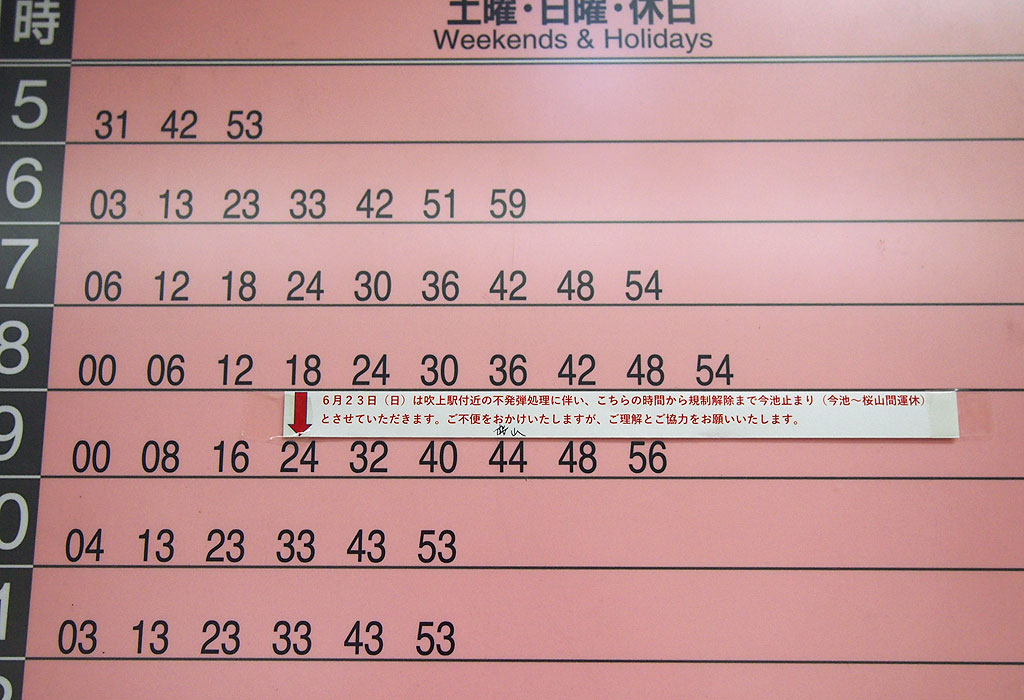 時 土曜・日曜・休日
Weekends & Holidays
5 31 42 53
6 03 13 23 33 42 51 59
7 06 12 18 24 30 36 42 48 54
8 00 06 12 18 24 30 36 42 48 54
6月23日（日）は吹上駅付近の不発弾処理に伴い、こちらの時間から規制解除まで今池止まり（今池～桜山間運休）
とさせていただきます。ご不便をおかけいたしますが、ご理解とご協力をお願いいたします。
9 00 08 16 24 32 40 44 48 56
0 04 13 23 33 43 53
1 03 13 23 33 43 53